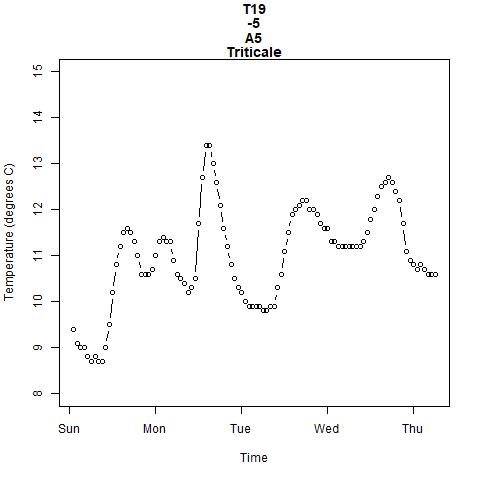 T19
-5
A5
Triticale
Temperature (degrees C)
15
14
13
12
11
10
9
8
Sun Mon Tue Wed Thu
Time